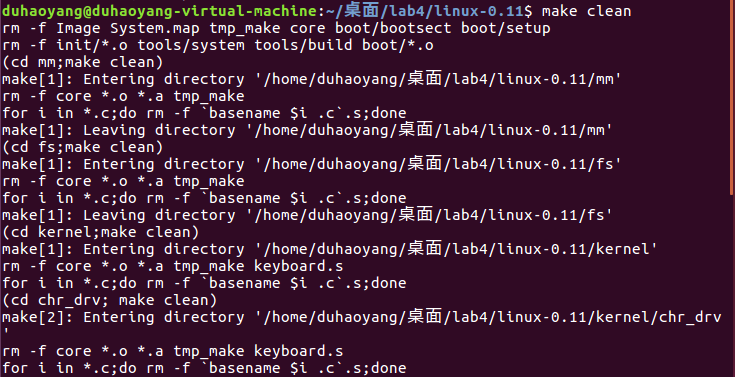 duhaoyang@duhaoyang-virtual-machine:~/桌面/lab4/linux-0.11$ make clean
rm -f Image System.map tmp_make core boot/bootsect boot/setup
rm -f init/*.o tools/system tools/build boot/*.o
(cd mm;make clean)
make[1]: Entering directory '/home/duhaoyang/桌面/lab4/linux-0.11/mm'
rm -f core *.o *.a tmp_make
for i in *.c;do rm -f `basename $i .c`.s;done
make[1]: Leaving directory '/home/duhaoyang/桌面/lab4/linux-0.11/mm'
(cd fs;make clean)
make[1]: Entering directory '/home/duhaoyang/桌面/lab4/linux-0.11/fs'
rm -f core *.o *.a tmp_make
for i in *.c;do rm -f `basename $i .c`.s;done
make[1]: Leaving directory '/home/duhaoyang/桌面/lab4/linux-0.11/fs'
(cd kernel;make clean)
make[1]: Entering directory '/home/duhaoyang/桌面/lab4/linux-0.11/kernel'
rm -f core *.o *.a tmp_make keyboard.s
for i in *.c;do rm -f `basename $i .c`.s;done
(cd chr_drv; make clean)
make[2]: Entering directory '/home/duhaoyang/桌面/lab4/linux-0.11/kernel/chr_drv
'
rm -f core *.o *.a tmp_make keyboard.s
for i in *.c;do rm -f `basename $i .c`.s;done